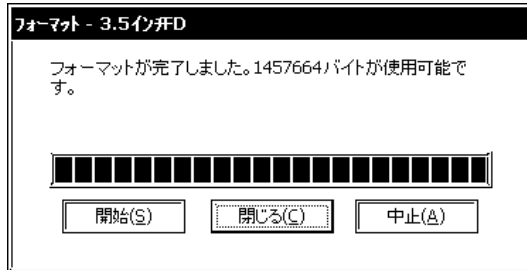 ﾌｫｰﾏｯﾄ - 3.5ｲﾝﾁFD
フォーマットが完了しました。1457664バイトが使用可能で
す。
開始(S) 閉じる(C) 中止(A)